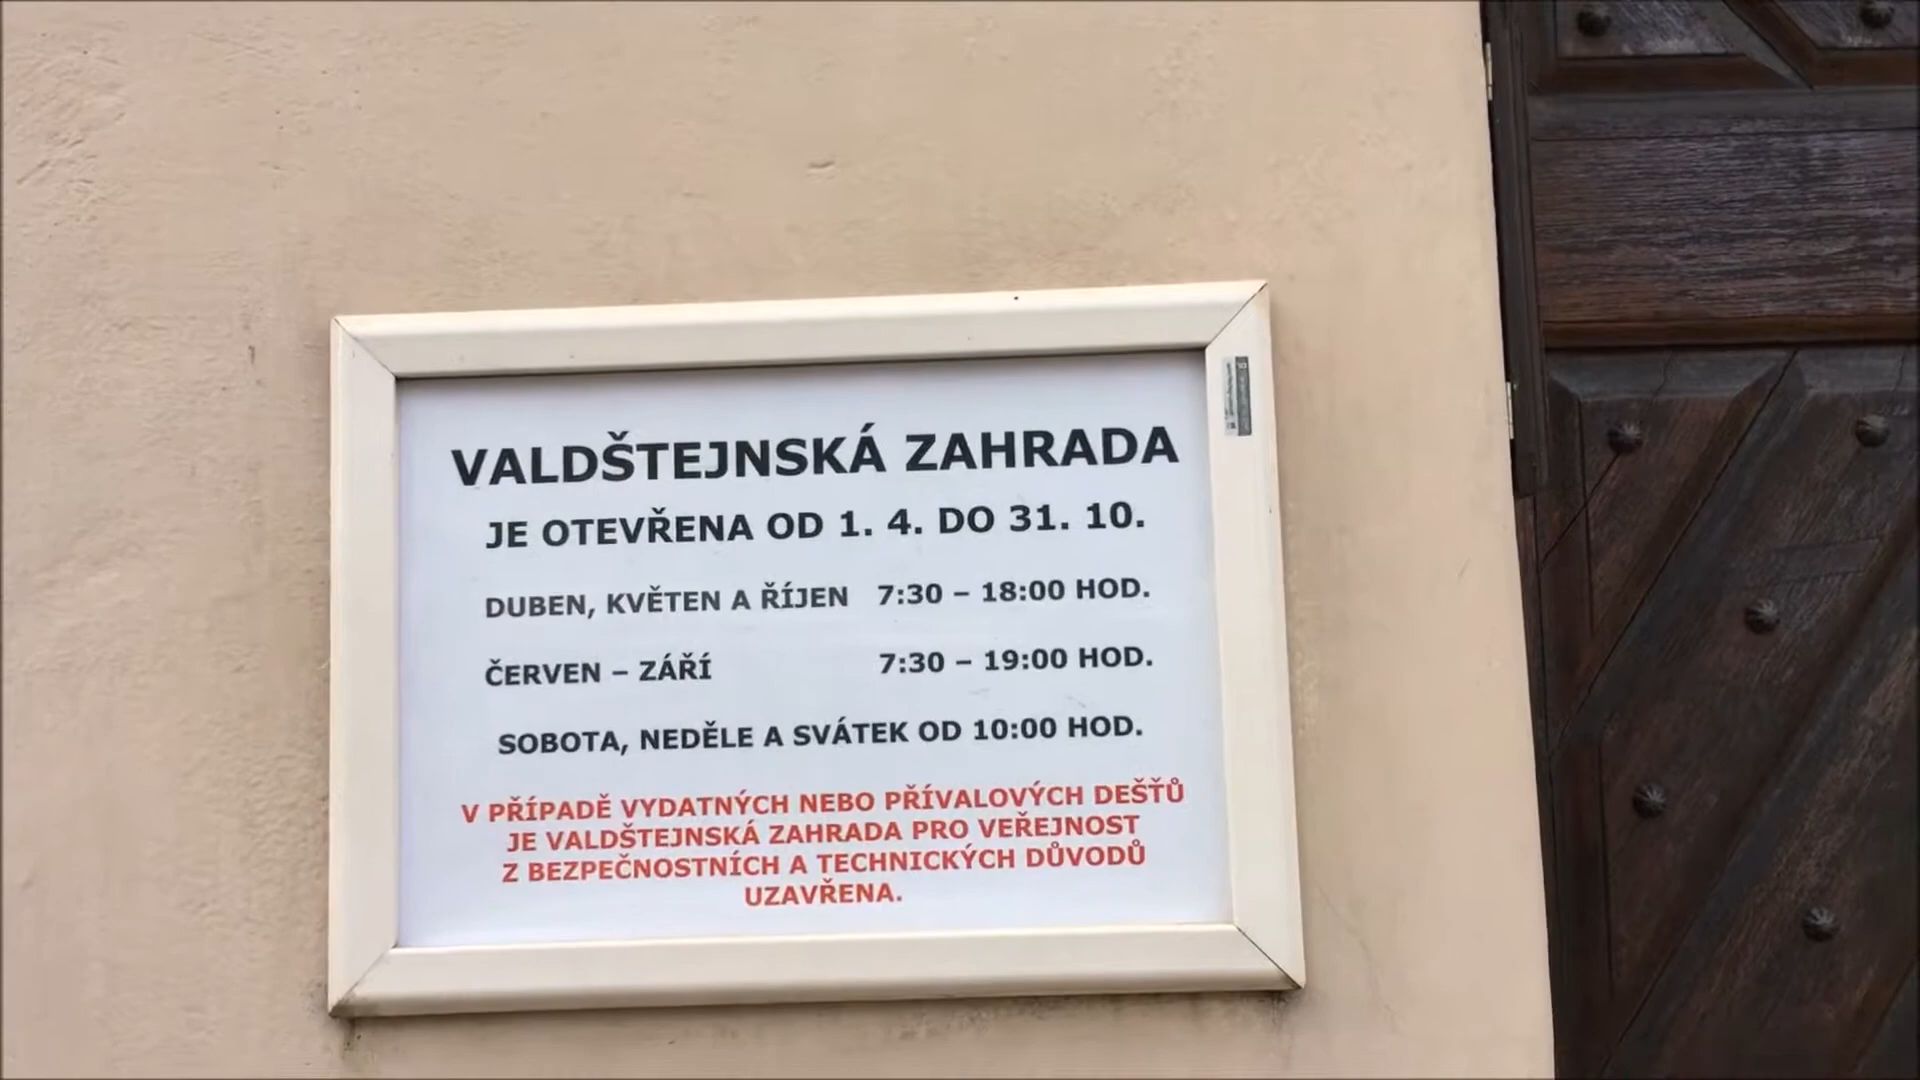 VALDŠTEJNSKÁ ZAHRADA
JE OTEVŘENA OD 1. 4. DO 31. 10.
DUBEN, KVĚTEN A ŘÍJEN 7:30 – 18:00 HOD.
ČERVEN – ZÁŘÍ 7:30 – 19:00 HOD.
SOBOTA, NEDĚLE A SVÁTEK OD 10:00 HOD.
V PŘÍPADĚ VYDATNÝCH NEBO PŘÍVALOVÝCH DEŠŤŮ
JE VALDŠTEJNSKÁ ZAHRADA PRO VEŘEJNOST
Z BEZPEČNOSTNÍCH A TECHNICKÝCH DŮVODŮ
UZAVŘENA.